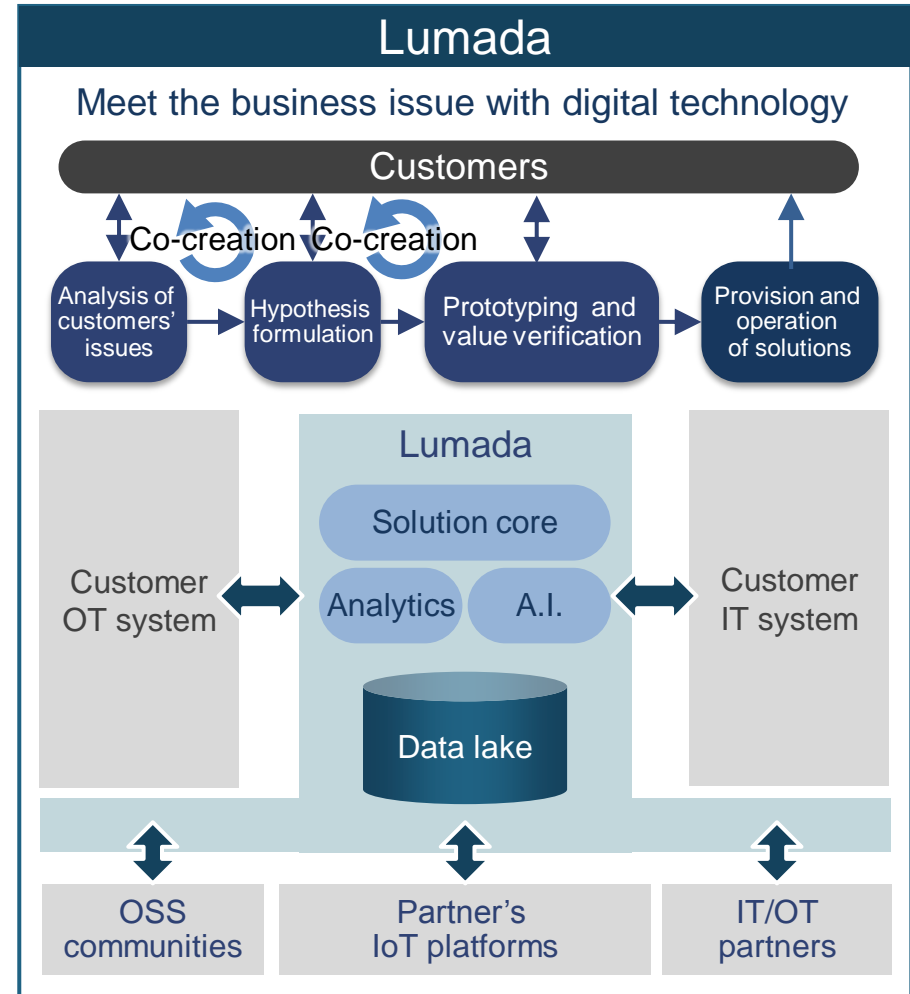 Lumada
Meet the business issue with digital technology
Customers
Co-creation
Co-creation
Analysis of
customers’
issues
Hypothesis
formulation
Prototyping and
value verification
Provision and
operation
of solutions
Customer
OT system
Lumada
Solution core
Analytics
A.I.
Data lake
Customer
IT system
OSS
communities
Partner’s
IoT platforms
IT/OT
partners